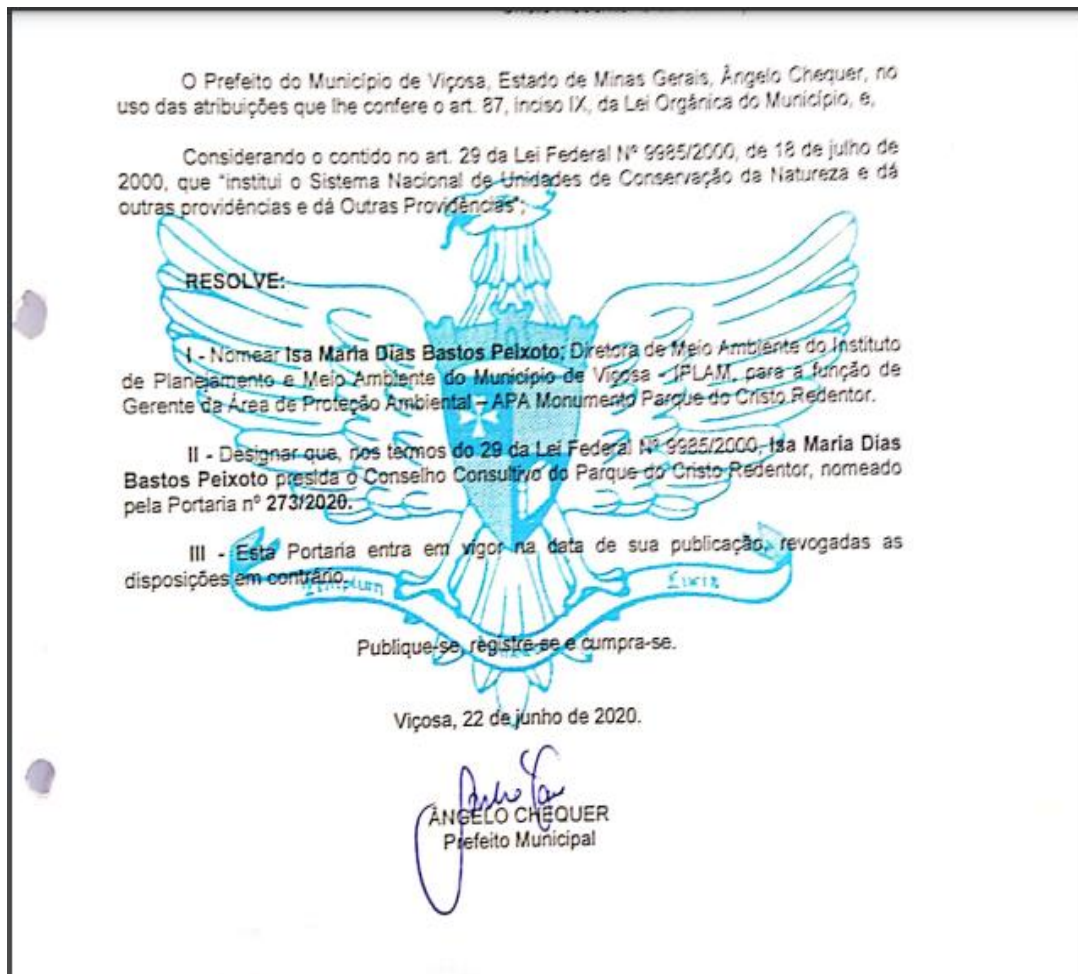 O Prefeito do Município de Viçosa, Estado de Minas Gerais, Ângelo Chequer, no
uso das atribuições que lhe confere o art. 87, inciso IX, da Lei Orgânica do Município, e,
Considerando o contido no art. 29 da Lei Federal Nº 9985/2000, de 18 de julho de
2000, que "institui o Sistema Nacional de Unidades de Conservação da Natureza e dá
outras providências e dá Outras Providências";
RESOLVE:
I - Nomear Isa Maria Dias Bastos Peixoto; Diretora de Meio Ambiente do Instituto
de Planejamento e Meio Ambiente do Município de Viçosa - IPLAM, para a função de
Gerente da Área de Proteção Ambiental – APA Monumento Parque do Cristo Redentor.
II - Designar que, nos termos do 29 da Lei Federal Nº 9985/2000, Isa Maria Dias
Bastos Peixoto presida o Conselho Consultivo do Parque do Cristo Redentor, nomeado
pela Portaria nº 273/2020.
III - Esta Portaria entra em vigor na data de sua publicação, revogadas as
disposições em contrário.
Publique-se, registre-se e cumpra-se.
Viçosa, 22 de junho de 2020.
ÂNGELO CHEQUER
Prefeito Municipal